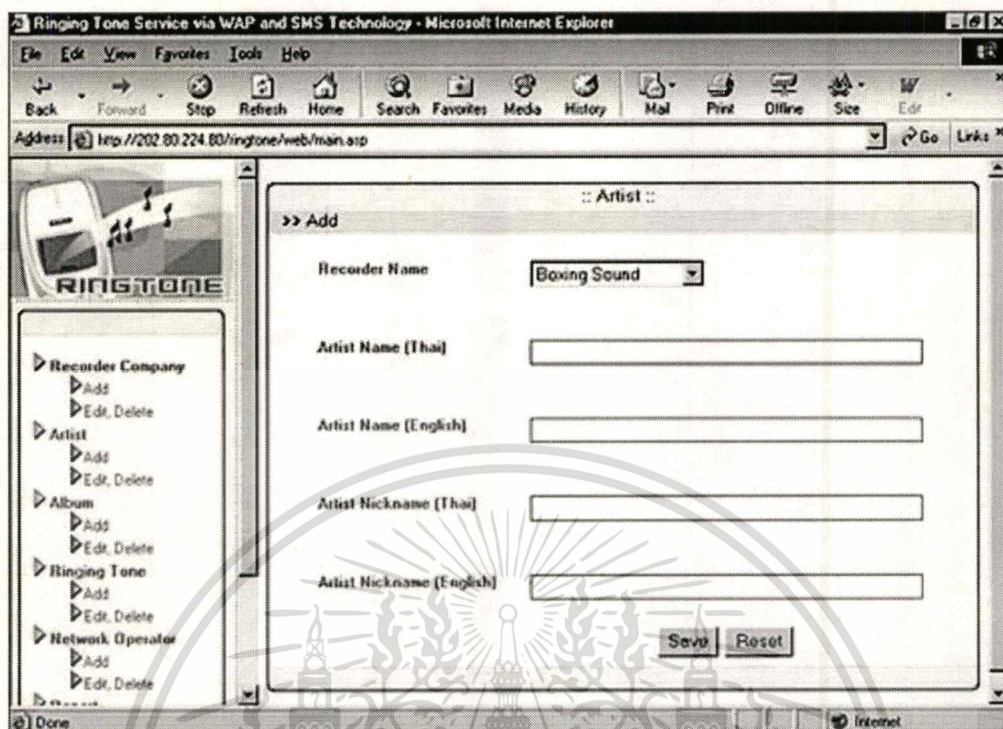 Ringing Tone Service via WAP and SMS Technology - Microsoft Internet Explorer
File Edit View Favorites Tools Help
Back Forward Stop Refresh Home Search Favorites Media History Mail Print Offline Size Edit
Address http://202.80.224.80/ringtone/web/main.asp Go Links »
RINGTONE
Recorder Company
Add
Edit, Delete
Artist
Add
Edit, Delete
Album
Add
Edit, Delete
Ringing Tone
Add
Edit, Delete
Network Operator
Add
Edit, Delete
:: Artist ::
>> Add
Recorder Name Boxing Sound
Artist Name (Thai)
Artist Name (English)
Artist Nickname (Thai)
Artist Nickname (English)
Save Reset
Done Internet